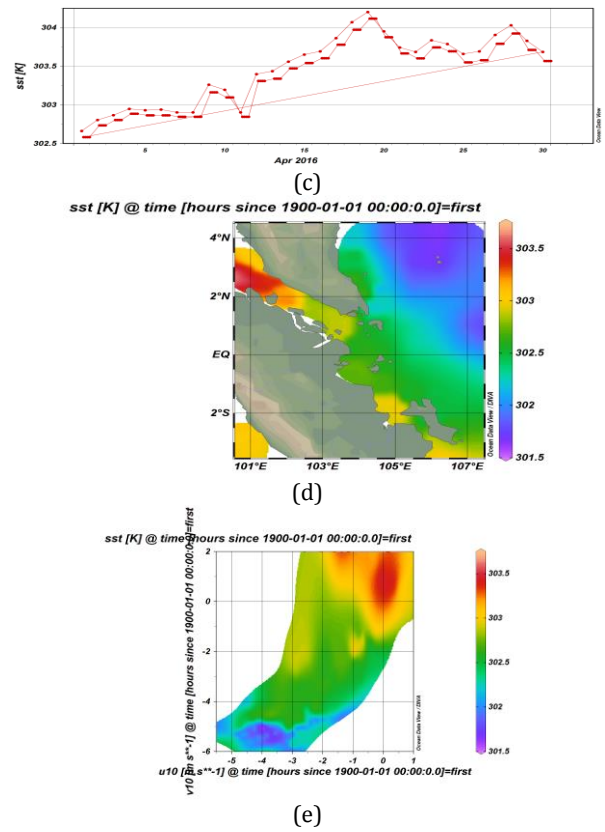 304
303.5
303
302.5
sst [K]
5
10
15
20
25
30
Apr 2016
Ocean Data View
(c)
sst [K] @ time [hours since 1900-01-01 00:00:0.0]=first
4°N
2°N
EQ
2°S
101°E
103°E
105°E
107°E
Ocean Data View / DIVA
303.5
303
302.5
302
301.5
(d)
sst [K] @ time [hours since 1900-01-01 00:00:0.0]=first
v10 [m s**-1] @ time [hours since 1900-01-01 00:00:0.0]=first
2
0
-2
-4
-6
-5
-4
-3
-2
-1
0
1
u10 [m s**-1] @ time [hours since 1900-01-01 00:00:0.0]=first
Ocean Data View / DIVA
303.5
303
302.5
302
301.5
(e)